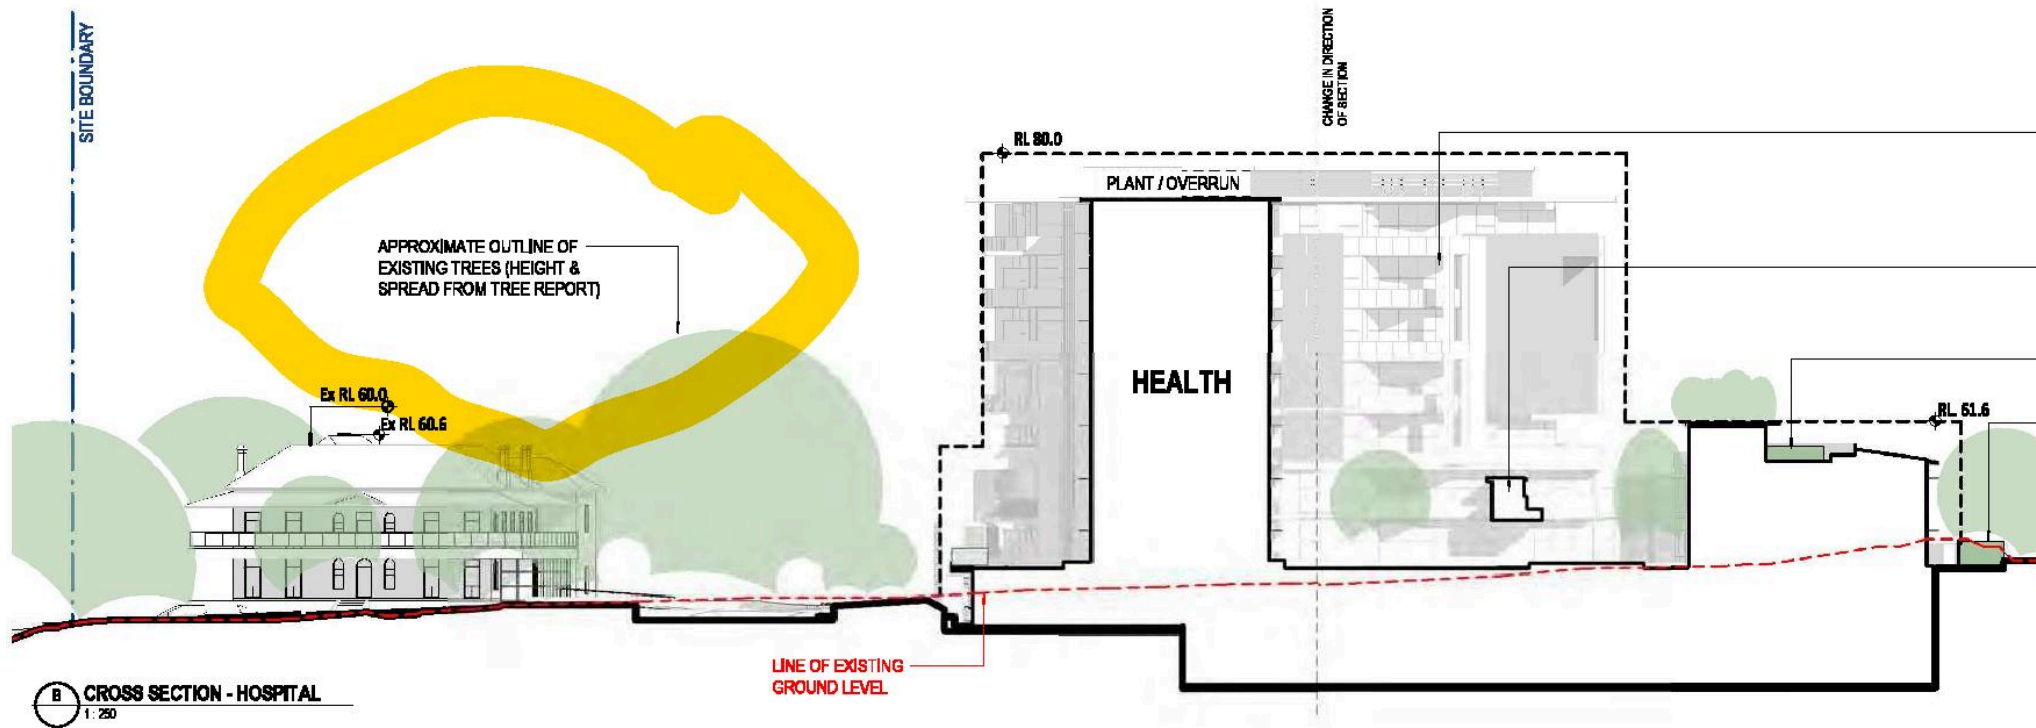 SITE BOUNDARY
CHANGE IN DIRECTION
OF SECTION
RL 80.0
PLANT / OVERRUN
APPROXIMATE OUTLINE OF
EXISTING TREES (HEIGHT &
SPREAD FROM TREE REPORT)
HEALTH
Ex RL 60.0
Ex RL 60.6
RL 61.6
LINE OF EXISTING
GROUND LEVEL
B
CROSS SECTION - HOSPITAL
1 : 250